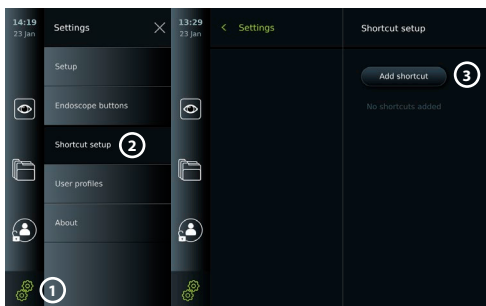 14:19
23 Jan
Settings
Setup
Endoscope buttons
Shortcut setup
2
User profiles
About
1
13:29
23 Jan
< Settings
Shortcut setup
Add shortcut
3
No shortcuts added